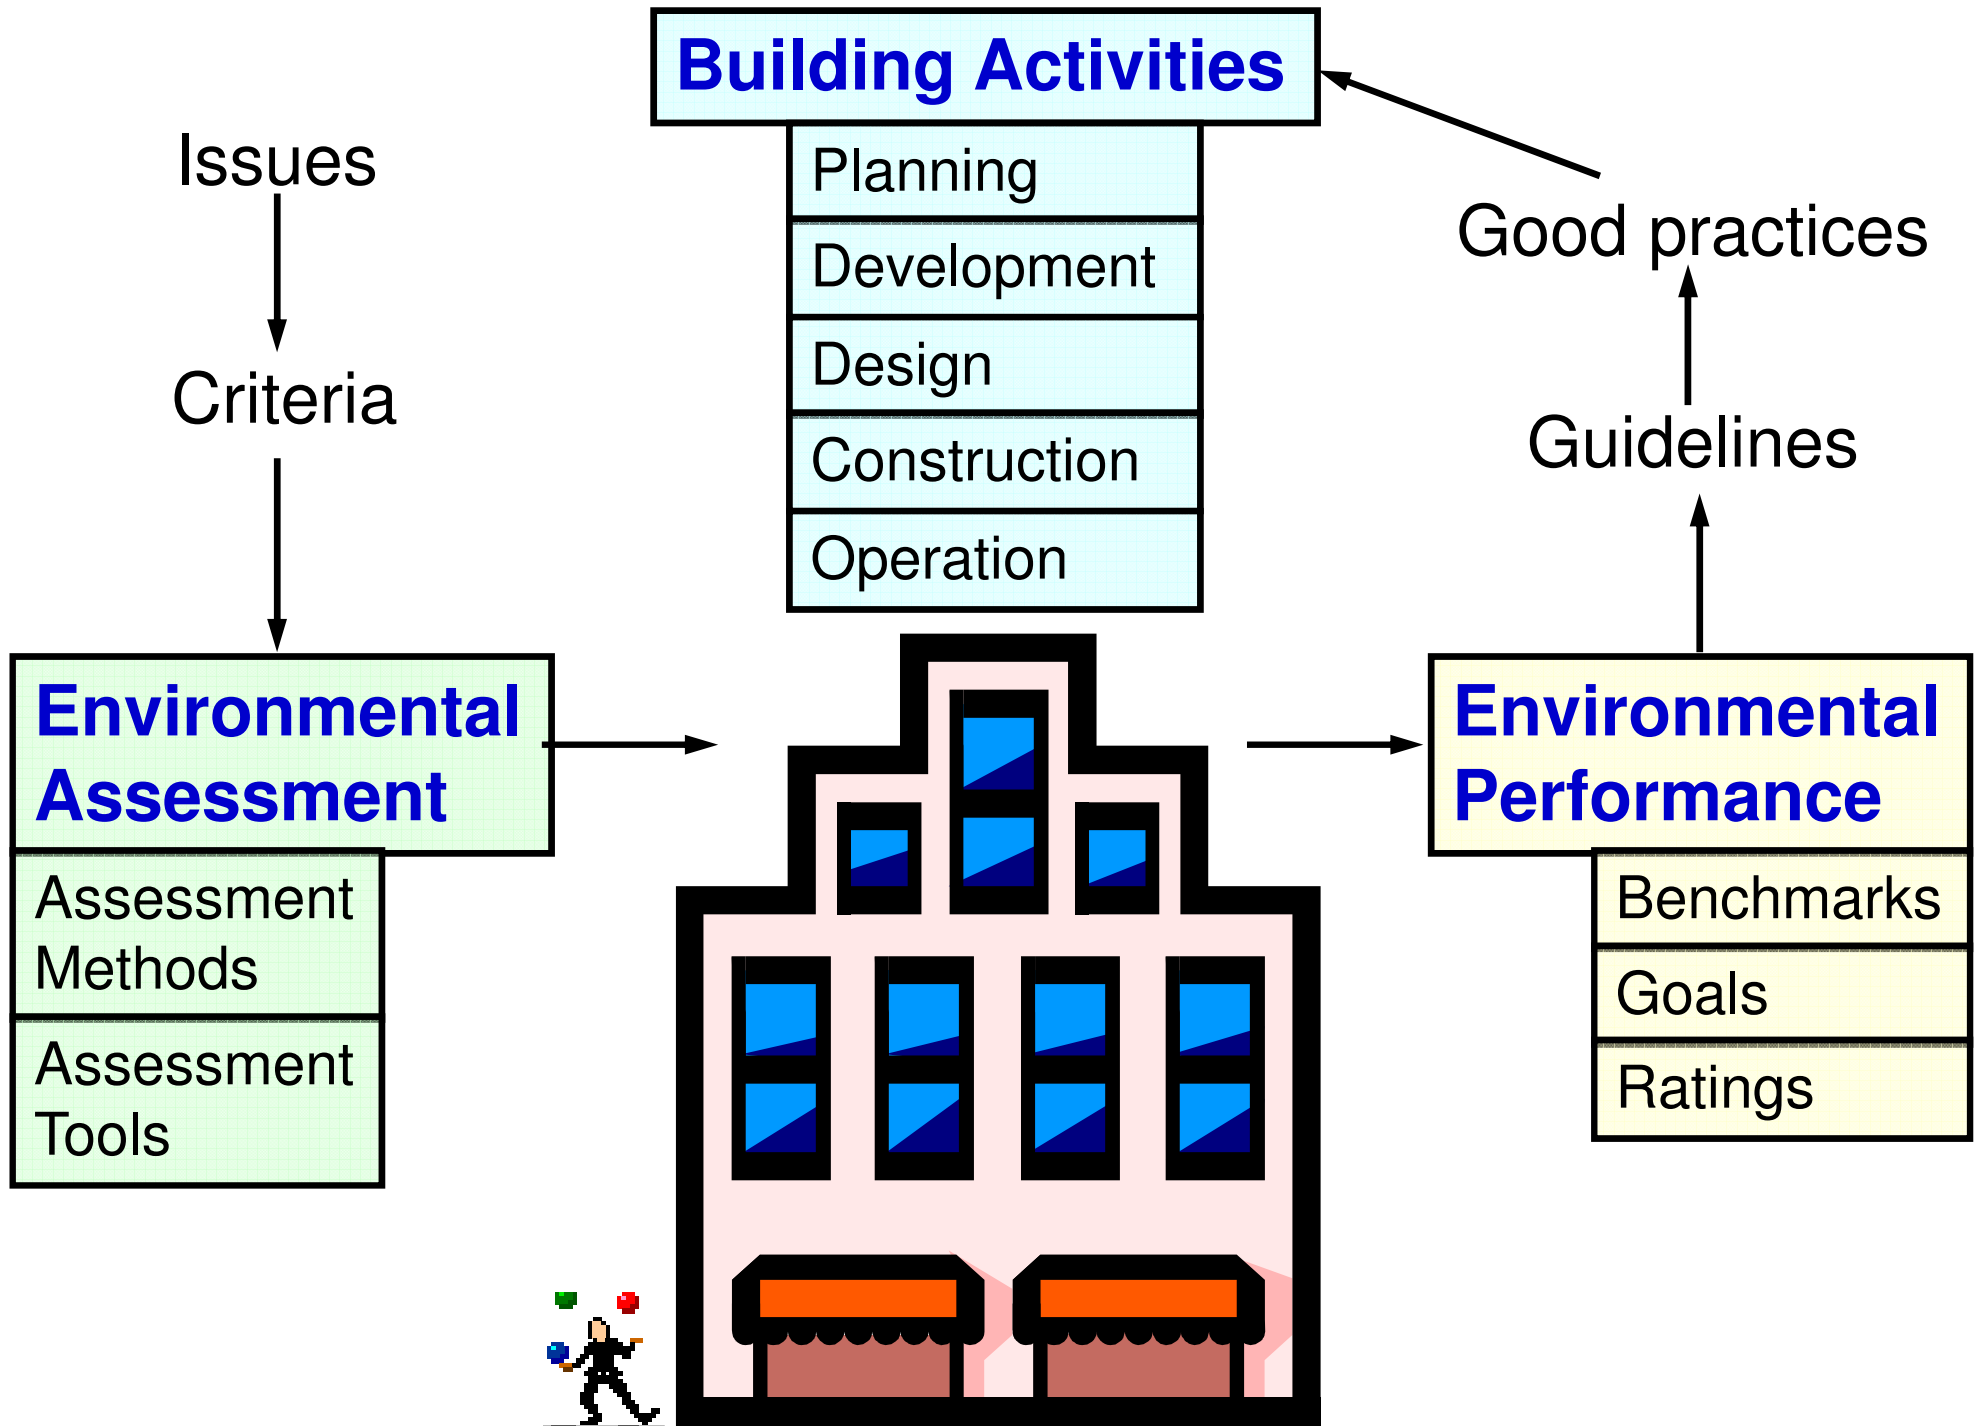 Building Activities
Planning
Development
Design
Construction
Operation
Issues
Criteria
Environmental
Assessment
Assessment
Methods
Assessment
Tools
Good practices
Guidelines
Environmental
Performance
Benchmarks
Goals
Ratings